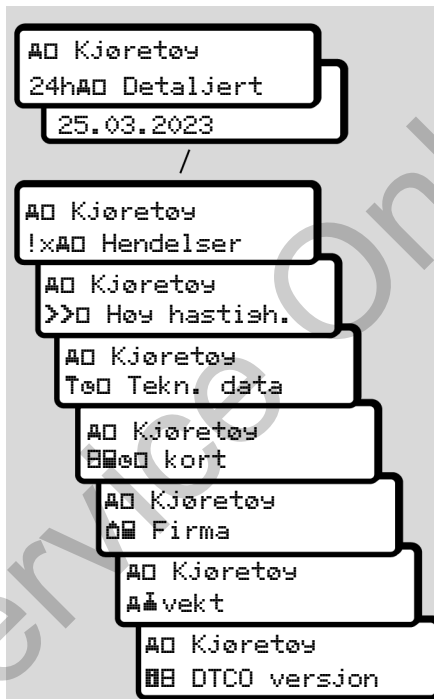 Kjøretøy
24h Detaljert
25.03.2023
/
Kjøretøy
!x Hendelser
Kjøretøy
>> Høy hastigh.
Kjøretøy
Tekn. data
Kjøretøy
kort
Kjøretøy
Firma
Kjøretøy
vekt
Kjøretøy
DTCO versjon